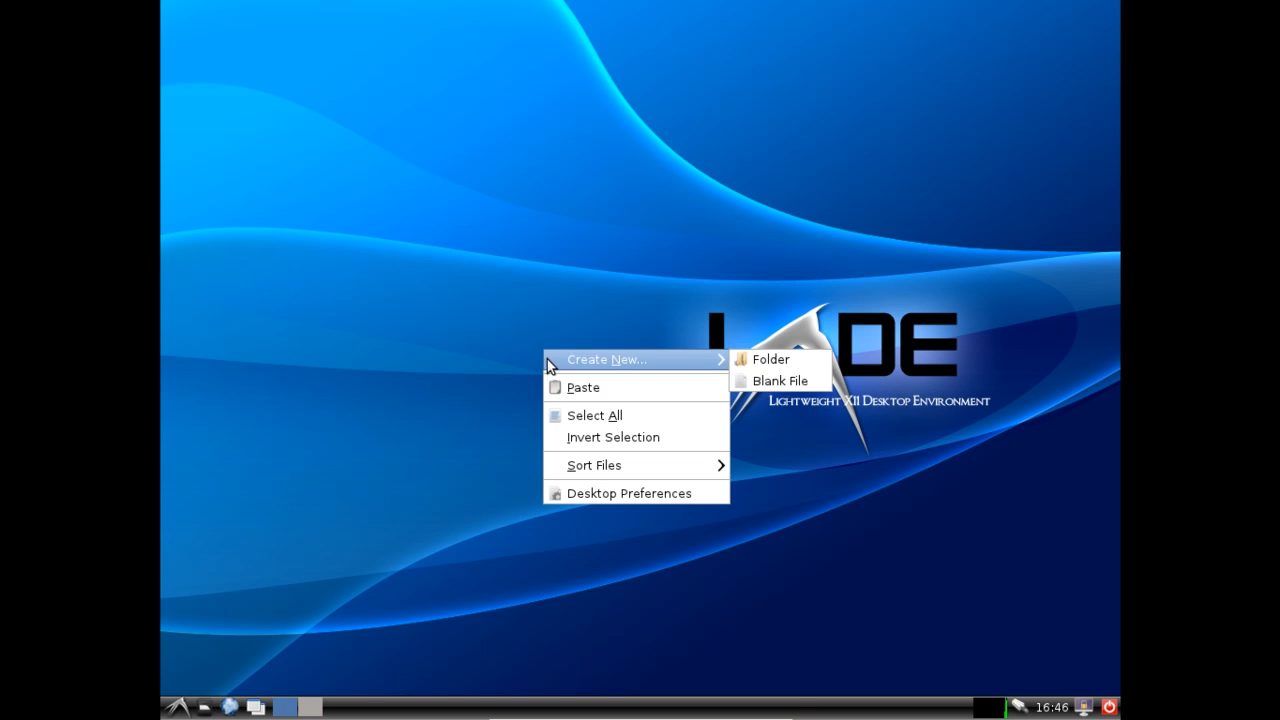 L DE
Lightweight X11 Desktop Environment
Create New...
Folder
Blank File
Paste
Select All
Invert Selection
Sort Files
Desktop Preferences
16:46